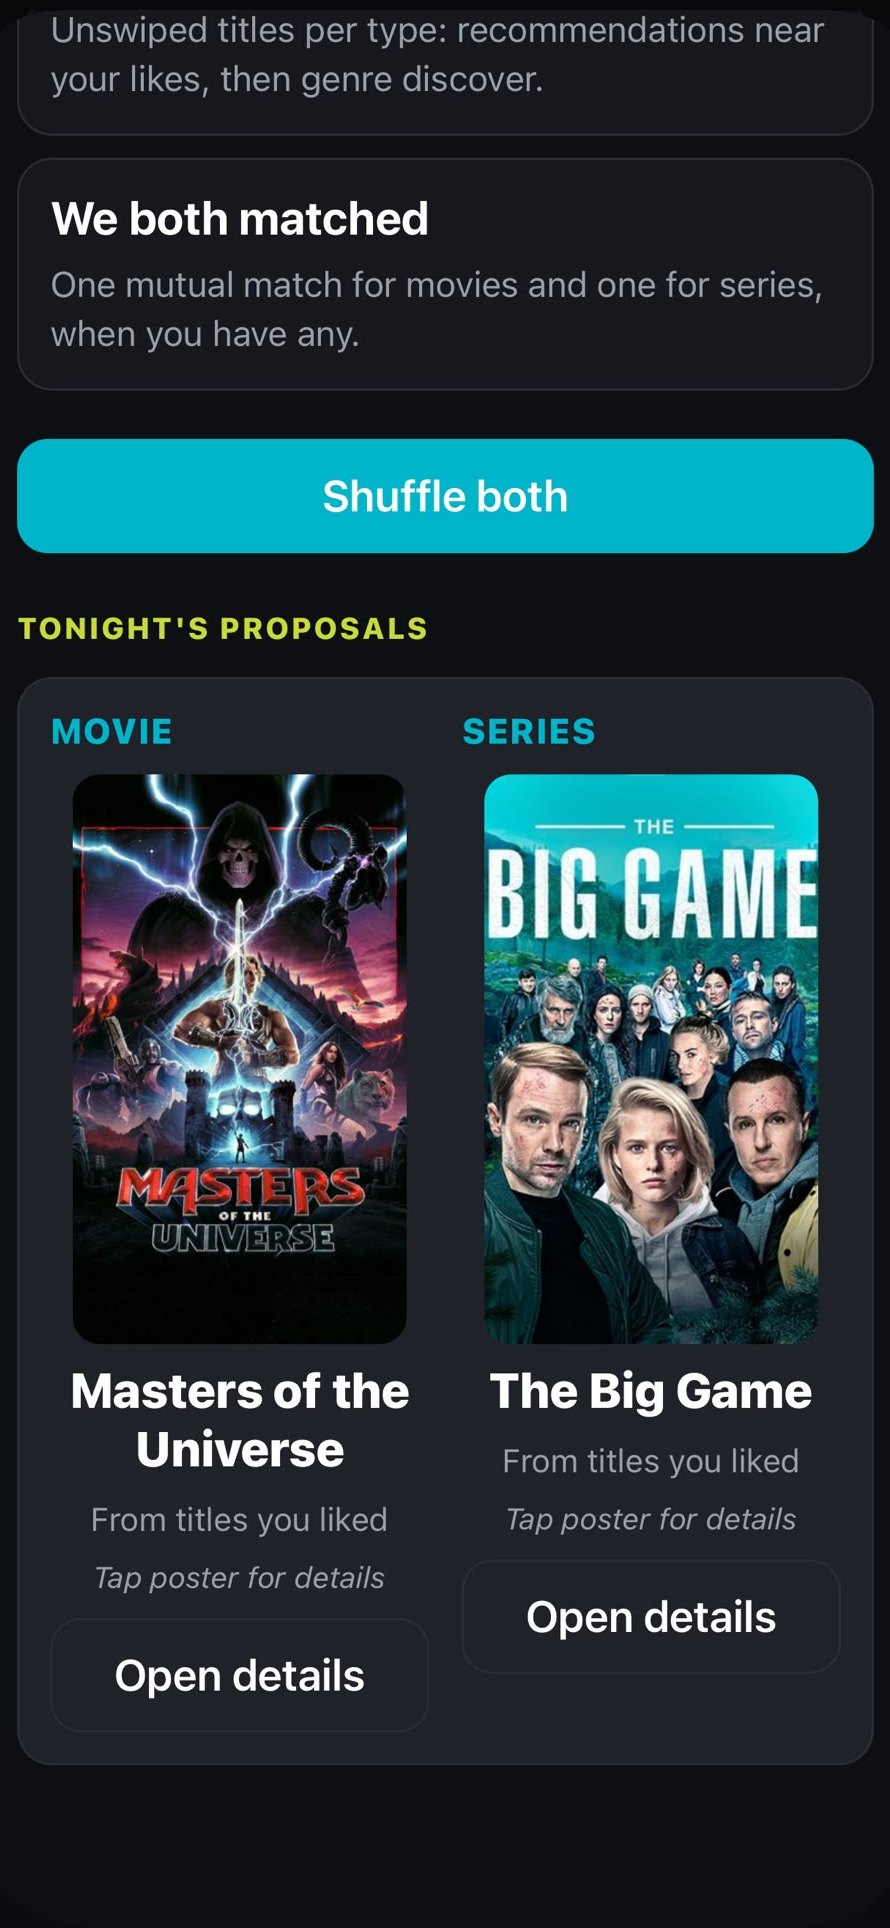 Unswiped titles per type: recommendations near
your likes, then genre discover.
We both matched
One mutual match for movies and one for series,
when you have any.
Shuffle both
TONIGHT'S PROPOSALS
MOVIE
SERIES
MASTERS
OF THE
UNIVERSE
THE
BIG GAME
Masters of the
Universe
From titles you liked
Tap poster for details
Open details
The Big Game
From titles you liked
Tap poster for details
Open details